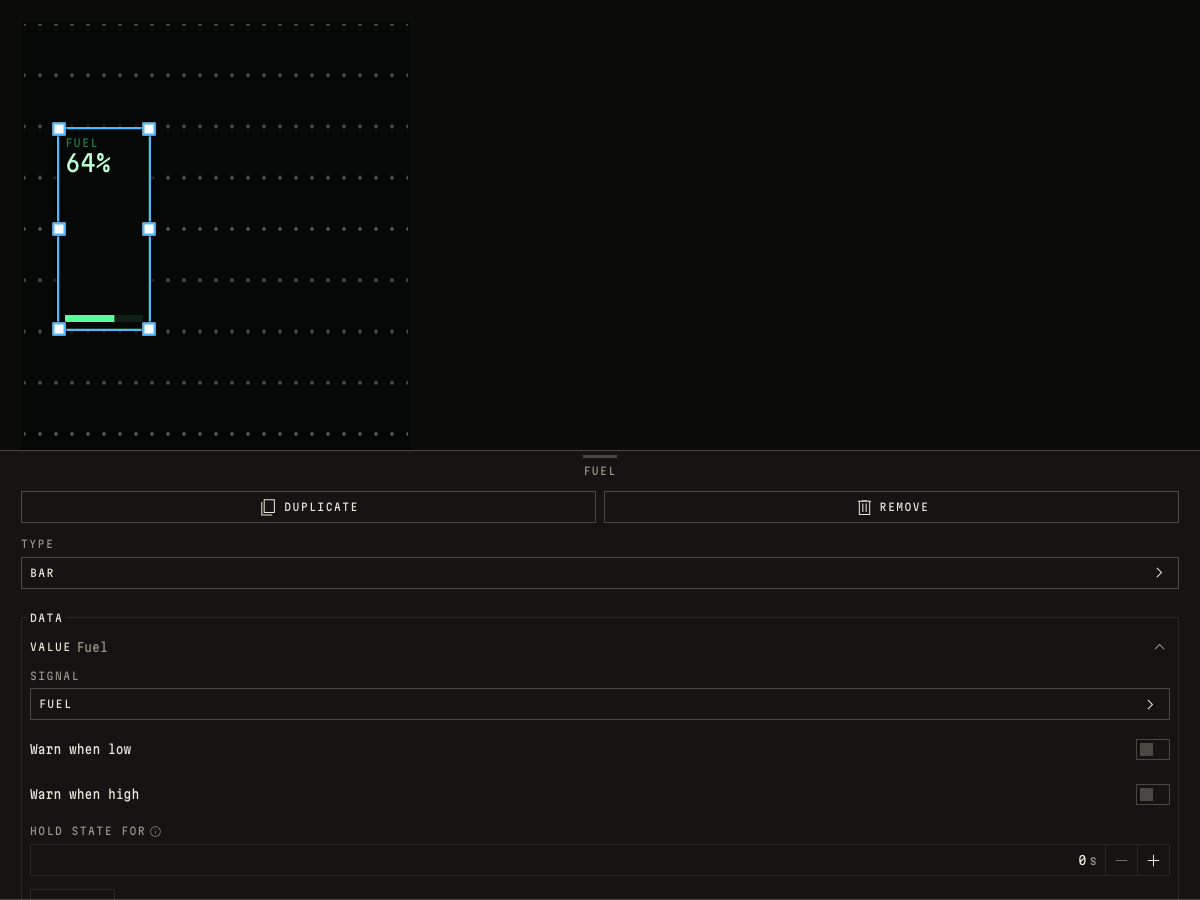 FUEL
64%
FUEL
DUPLICATE
REMOVE
TYPE
BAR
DATA
VALUE Fuel
SIGNAL
FUEL
Warn when low
Warn when high
HOLD STATE FOR
0 s